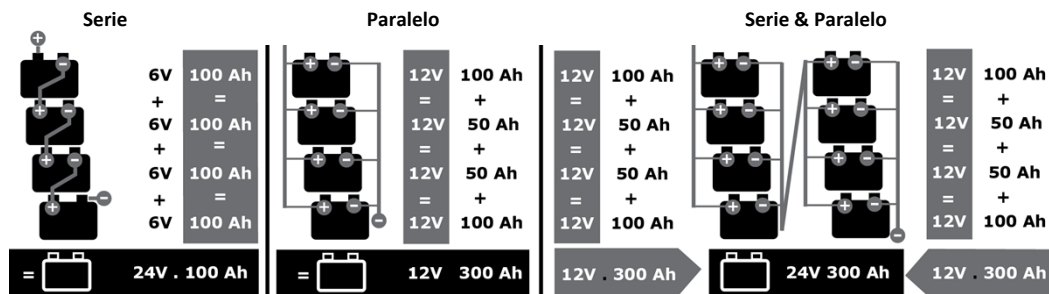 Serie Paralelo Serie & Paralelo
6V 100 Ah 12V 100 Ah 12V 100 Ah 12V 100 Ah
+ = = + = + = +
6V 100 Ah 12V 50 Ah 12V 50 Ah 12V 50 Ah
+ = = + = + = +
6V 100 Ah 12V 50 Ah 12V 50 Ah 12V 50 Ah
+ = = + = + = +
6V 100 Ah 12V 100 Ah 12V 100 Ah 12V 100 Ah
= 24V . 100 Ah = 12V 300 Ah 12V . 300 Ah 24V 300 Ah 12V . 300 Ah